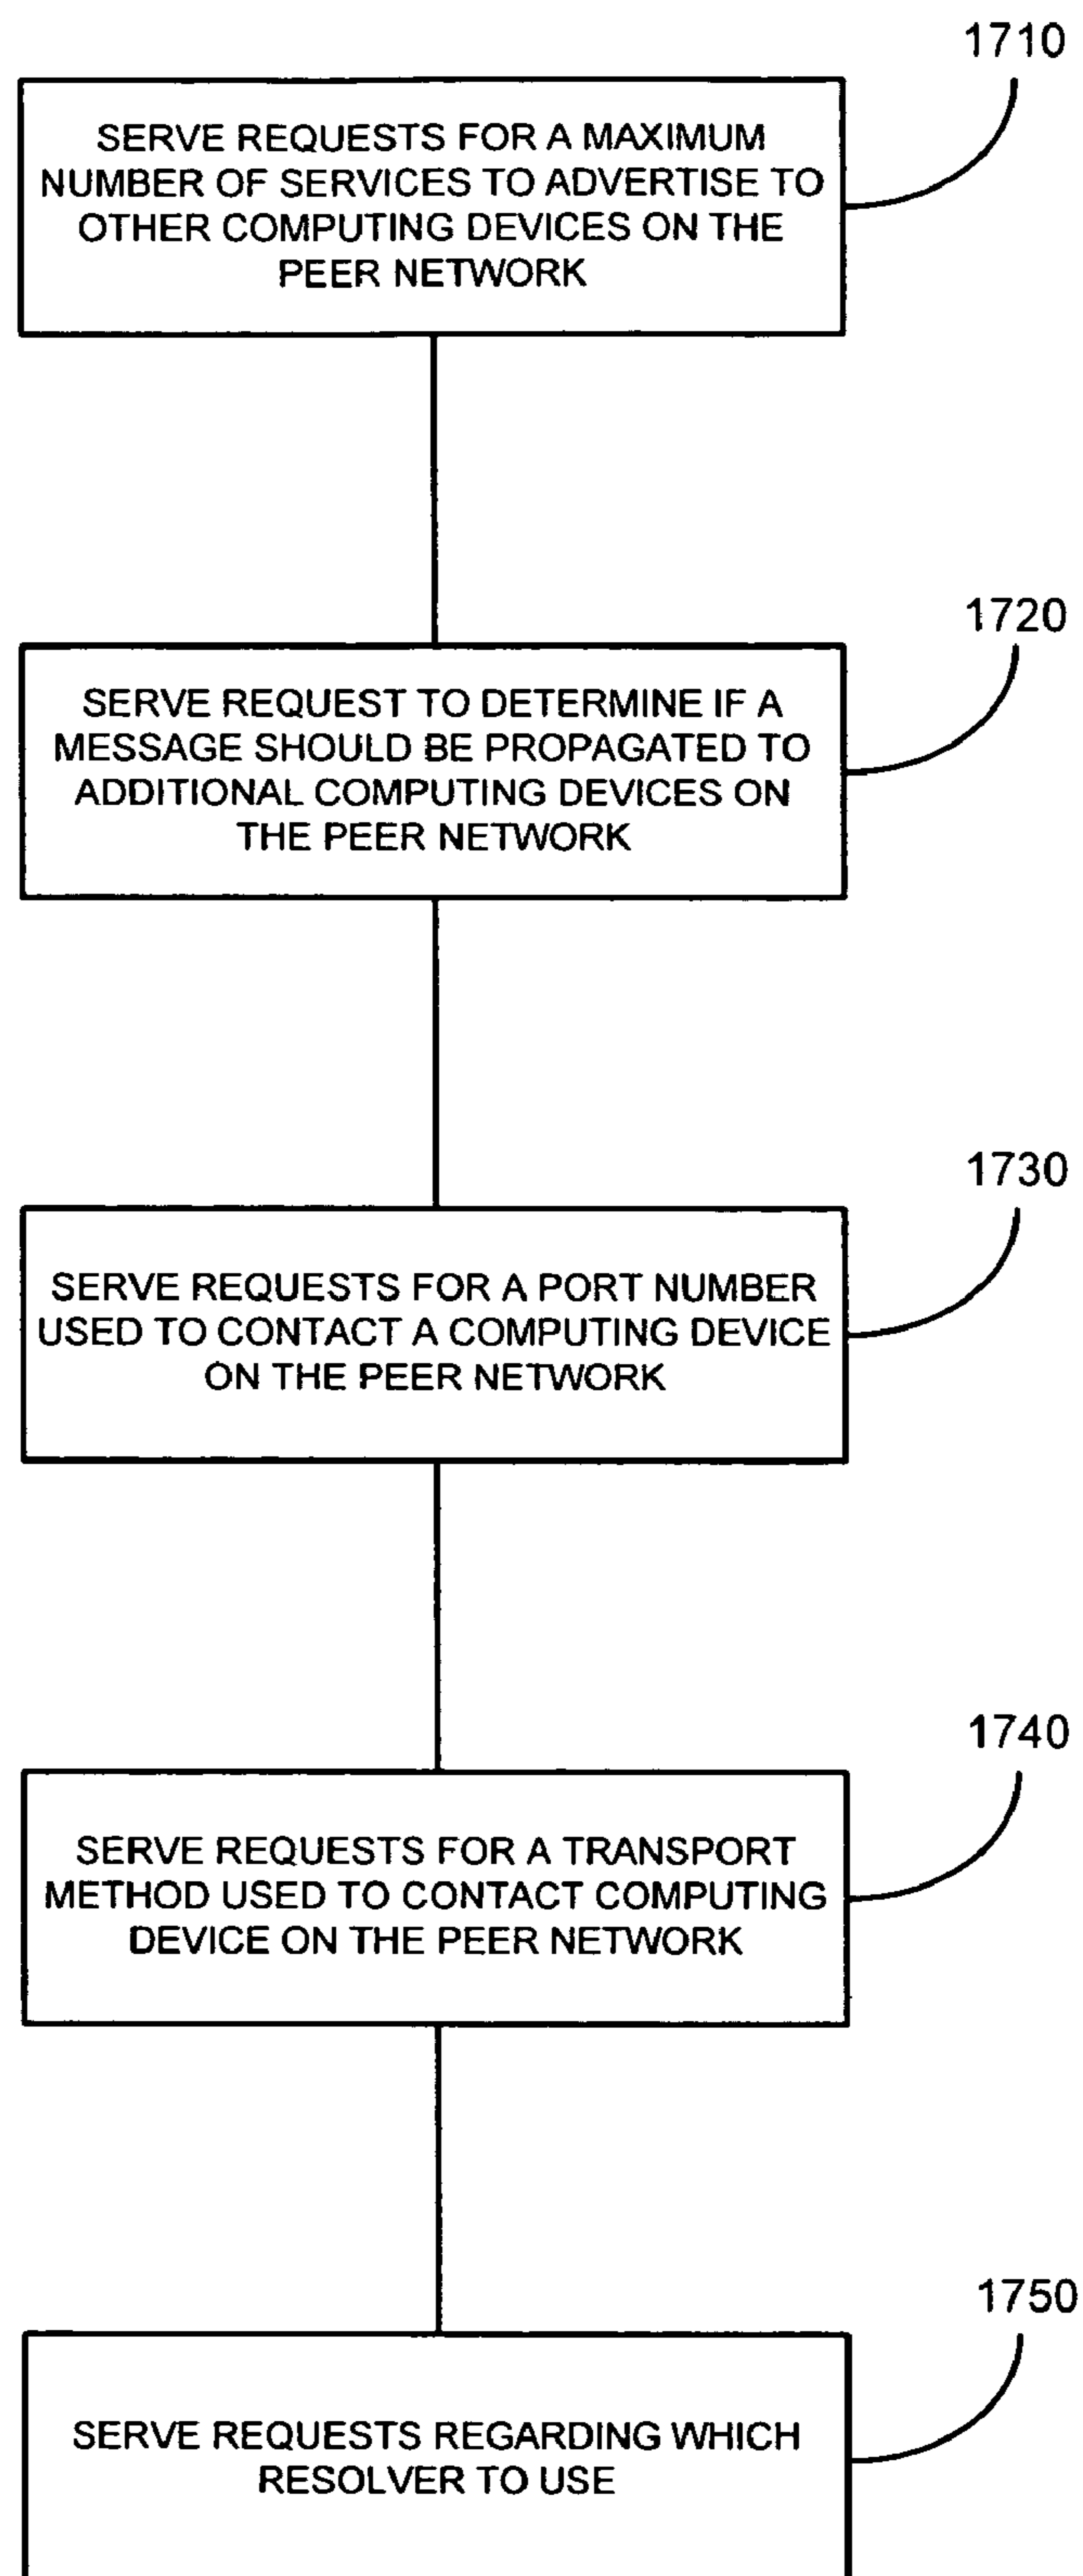 1710
SERVE REQUESTS FOR A MAXIMUM
NUMBER OF SERVICES TO ADVERTISE TO
OTHER COMPUTING DEVICES ON THE
PEER NETWORK
1720
SERVE REQUEST TO DETERMINE IF A
MESSAGE SHOULD BE PROPAGATED TO
ADDITIONAL COMPUTING DEVICES ON
THE PEER NETWORK
1730
SERVE REQUESTS FOR A PORT NUMBER
USED TO CONTACT A COMPUTING DEVICE
ON THE PEER NETWORK
1740
SERVE REQUESTS FOR A TRANSPORT
METHOD USED TO CONTACT COMPUTING
DEVICE ON THE PEER NETWORK
1750
SERVE REQUESTS REGARDING WHICH
RESOLVER TO USE